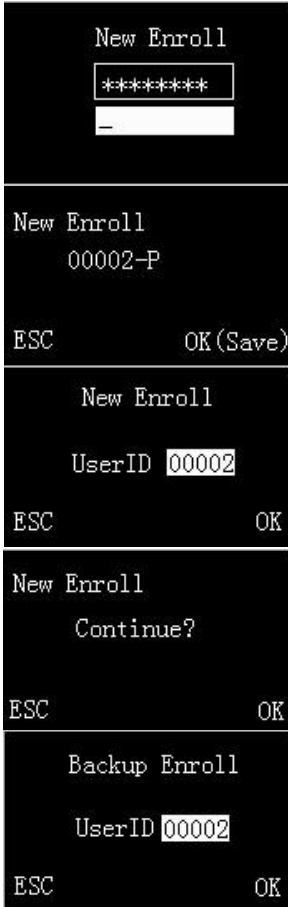 New Enroll
********
_
New Enroll
00002-P
ESC OK(Save)
New Enroll
UserID 00002
ESC OK
New Enroll
Continue?
ESC OK
Backup Enroll
UserID 00002
ESC OK